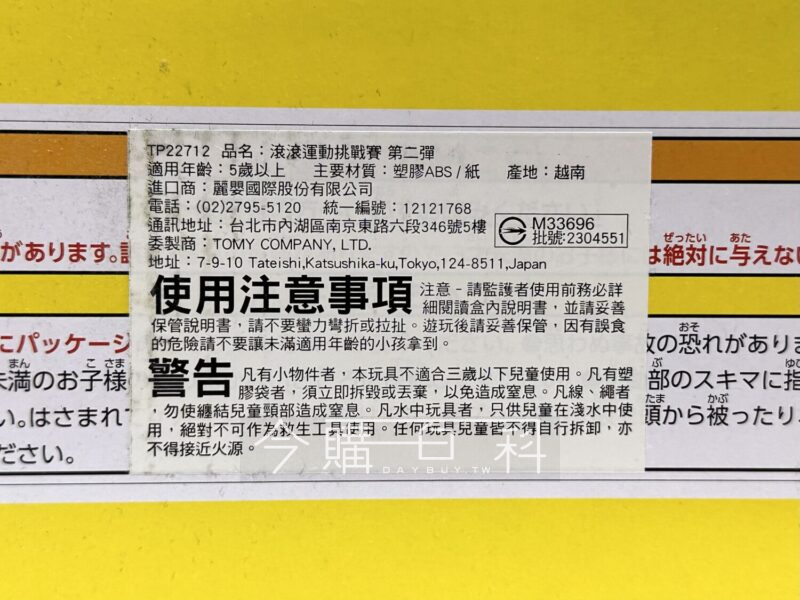 TP22712 品名：滾滾運動挑戰賽 第二彈
適用年齡：5歲以上 主要材質：塑膠ABS / 紙 產地：越南
進口商：麗嬰國際股份有限公司
電話：(02)2795-5120 統一編號：12121768
通訊地址：台北市內湖區南京東路六段346號5樓
委製商：TOMY COMPANY, LTD.
地址：7-9-10 Tateishi,Katsushika-ku,Tokyo,124-8511,Japan
M33696
批號:2304551
使用注意事項 注意－請監護者使用前務必詳
細閱讀盒內說明書，並請妥善
保管說明書，請不要蠻力彎折或拉扯。遊玩後請妥善保管，因有誤食
的危險請不要讓未滿適用年齡的小孩拿到。
警告 凡有小物件者，本玩具不適合三歲以下兒童使用。凡有塑
膠袋者，須立即拆毀或丟棄，以免造成窒息。凡線、繩者
，勿使纏結兒童頸部造成窒息。凡水中玩具者，只供兒童在淺水中使
用，絕對不可作為救生工具使用。任何玩具兒童皆不得自行拆卸，亦
不得接近火源。
があります。
は絶対に与えない
ぜったい あた
にパッケージ
の恐れがありま
おそ
未満のお子様
まん こさま
部のスキマに指
い。はさまれて
頭から被ったり、
かぶ
ださい。
今購百科
DAYBUY.TW